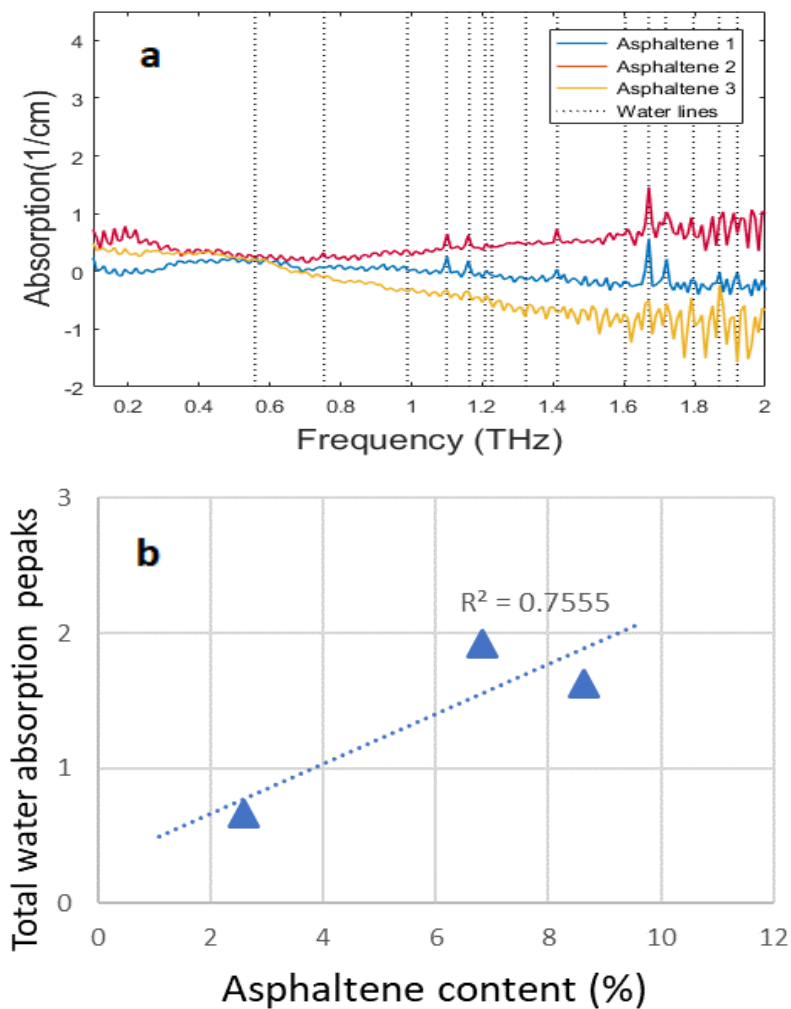 a
Asphaltene 1
Asphaltene 2
Asphaltene 3
Water lines
4
3
2
1
0
-1
-2
Absorption(1/cm)
0.2 0.4 0.6 0.8 1 1.2 1.4 1.6 1.8 2
Frequency (THz)
b
R² = 0.7555
3
2
1
0
Total water absorption pepaks
0 2 4 6 8 10 12
Asphaltene content (%)